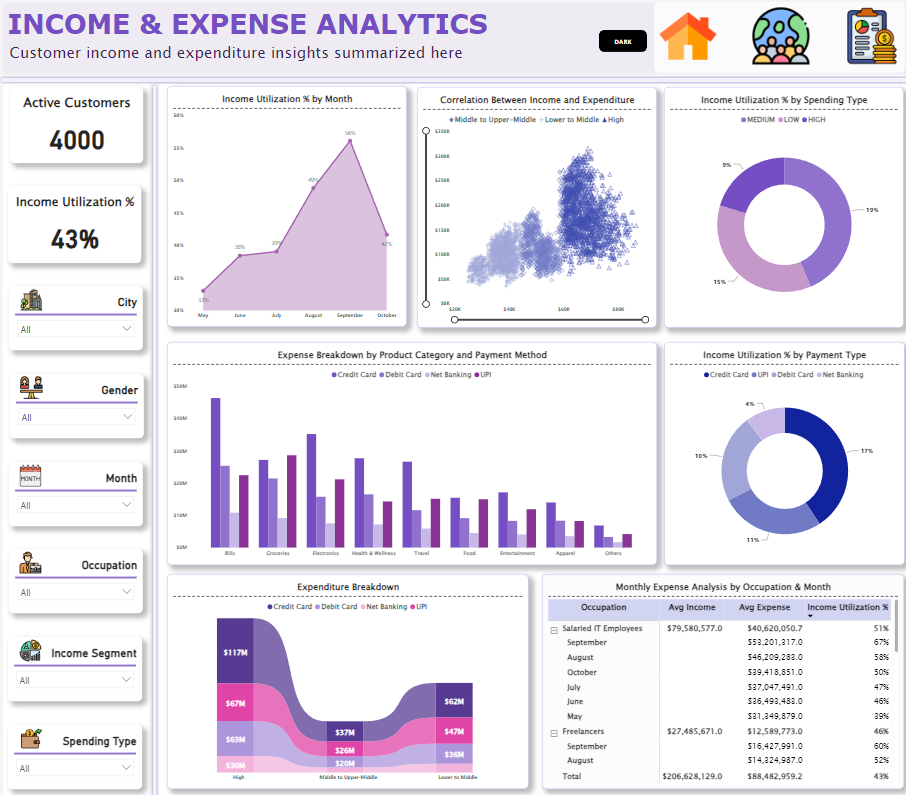 INCOME & EXPENSE ANALYTICS
Customer income and expenditure insights summarized here
DARK
Active Customers
4000
Income Utilization %
43%
City
All
Gender
All
MONTH
Month
All
Occupation
All
Income Segment
All
Spending Type
All
Income Utilization % by Month
60%
55%
50%
45%
40%
35%
30%
33%
38%
39%
49%
56%
42%
May June July August September October
Correlation Between Income and Expenditure
Middle to Upper-Middle Lower to Middle High
$350K
$300K
$250K
$200K
$150K
$100K
$50K
$0K
$20K $40K $60K $80K
Income Utilization % by Spending Type
MEDIUM LOW HIGH
9%
19%
15%
Expense Breakdown by Product Category and Payment Method
Credit Card Debit Card Net Banking UPI
$50M
$40M
$30M
$20M
$10M
$0M
Bills Groceries Electronics Health & Wellness Travel Food Entertainment Apparel Others
Income Utilization % by Payment Type
Credit Card UPI Debit Card Net Banking
4%
17%
10%
11%
Expenditure Breakdown
Credit Card Debit Card Net Banking UPI
$117M
$67M
$63M
$30M
$37M
$26M
$20M
$62M
$47M
$36M
High Middle to Upper-Middle Lower to Middle
Monthly Expense Analysis by Occupation & Month
Occupation Avg Income Avg Expense Income Utilization %
Salaried IT Employees $79,580,577.0 $40,620,050.7 51%
September $53,201,317.0 67%
August $46,209,283.0 58%
October $39,418,851.0 50%
July $37,047,491.0 47%
June $36,493,483.0 46%
May $31,349,879.0 39%
Freelancers $27,485,671.0 $12,589,773.0 46%
September $16,427,991.0 60%
August $14,324,987.0 52%
Total $206,628,129.0 $88,482,959.2 43%